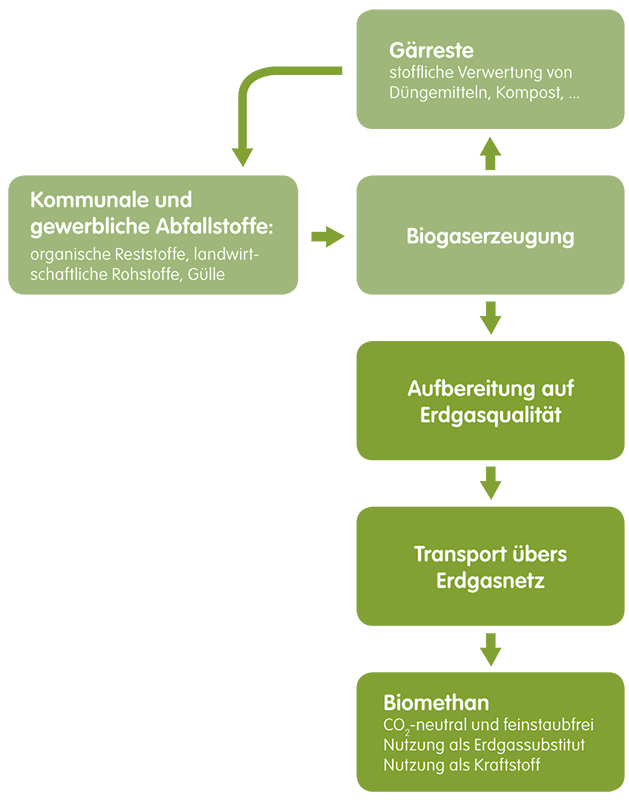 Gärreste
stoffliche Verwertung von
Düngemitteln, Kompost, ...
Kommunale und
gewerbliche Abfallstoffe:
organische Reststoffe, landwirt-
schaftliche Rohstoffe, Gülle
Biogaserzeugung
Aufbereitung auf
Erdgasqualität
Transport übers
Erdgasnetz
Biomethan
CO₂-neutral und feinstaubfrei
Nutzung als Erdgassubstitut
Nutzung als Kraftstoff